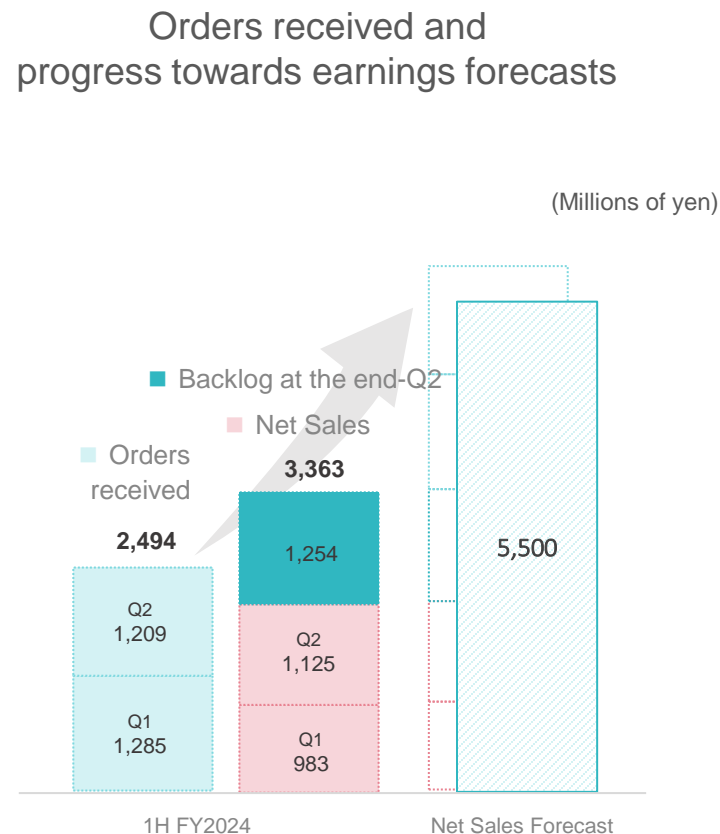 Orders received and
progress towards earnings forecasts
(Millions of yen)
Backlog at the end-Q2
Net Sales
Orders
received
3,363
2,494
1,254
5,500
Q2
1,209
Q2
1,125
Q1
1,285
Q1
983
1H FY2024
Net Sales Forecast